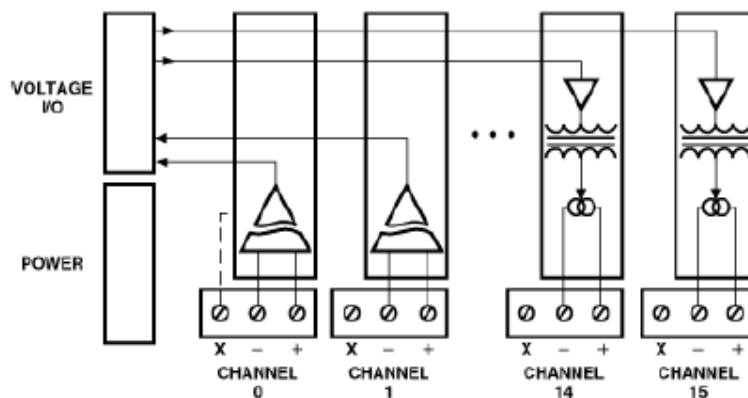 VOLTAGE
I/O
POWER
X − +
X − +
X − +
X − +
CHANNEL
0
CHANNEL
1
CHANNEL
14
CHANNEL
15